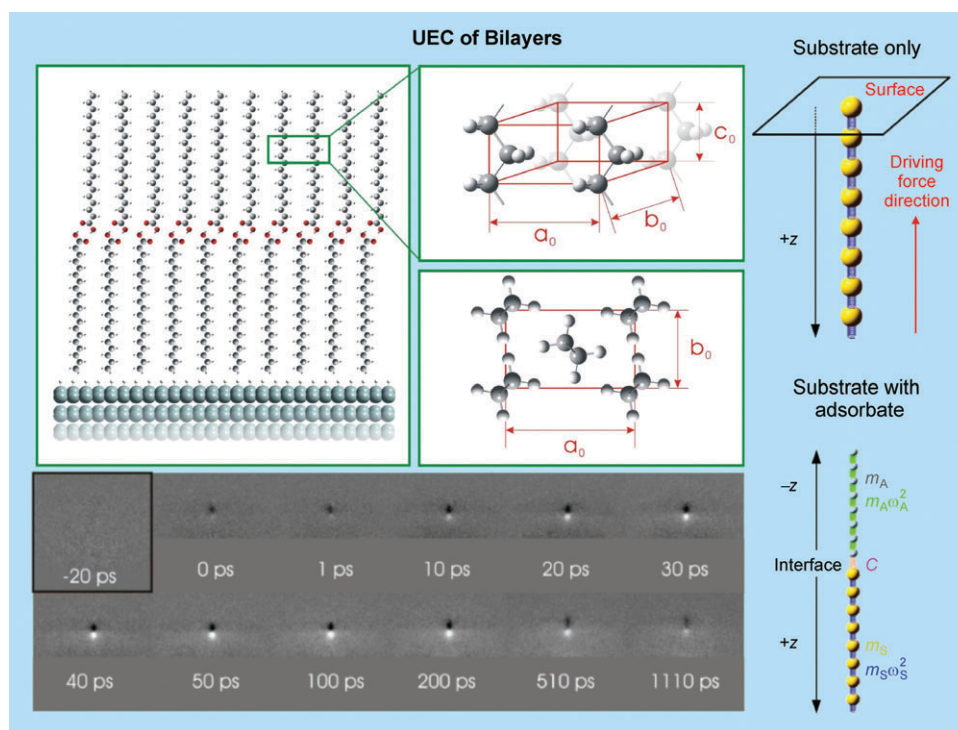 UEC of Bilayers
Substrate only
Surface
Driving
force
direction
+z
c₀
a₀
b₀
b₀
a₀
Substrate with
adsorbate
–z
mA
mAωA²
Interface
C
+z
mS
mSωS²
-20 ps
0 ps
1 ps
10 ps
20 ps
30 ps
40 ps
50 ps
100 ps
200 ps
510 ps
1110 ps